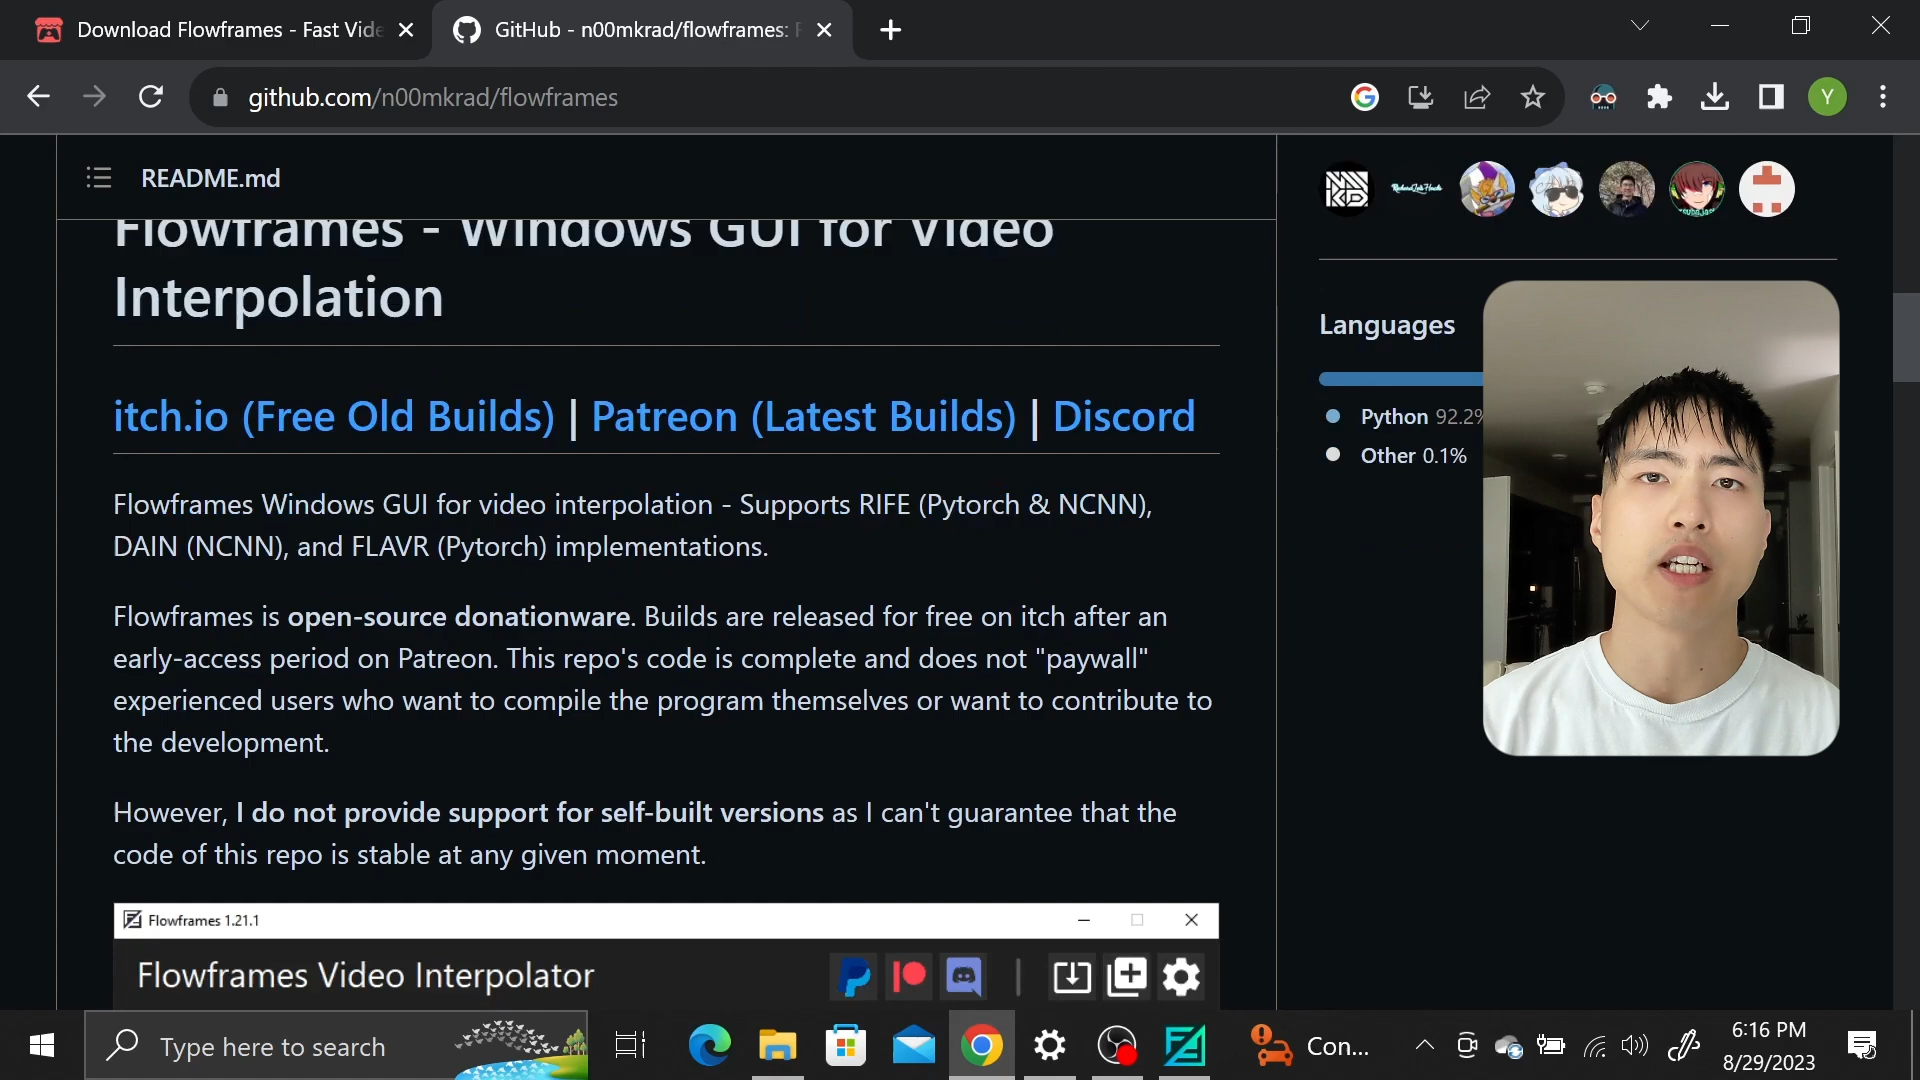 Download Flowframes - Fast Vide
GitHub - n00mkrad/flowframes:
github.com/n00mkrad/flowframes
Y
README.md
Flowframes - Windows GUI for Video
Interpolation
itch.io (Free Old Builds) | Patreon (Latest Builds) | Discord
Flowframes Windows GUI for video interpolation - Supports RIFE (Pytorch & NCNN),
DAIN (NCNN), and FLAVR (Pytorch) implementations.
Flowframes is open-source donationware. Builds are released for free on itch after an
early-access period on Patreon. This repo's code is complete and does not "paywall"
experienced users who want to compile the program themselves or want to contribute to
the development.
However, I do not provide support for self-built versions as I can't guarantee that the
code of this repo is stable at any given moment.
Flowframes 1.21.1
Flowframes Video Interpolator
Languages
Python 92.2%
Other 0.1%
Type here to search
Con...
6:16 PM
8/29/2023